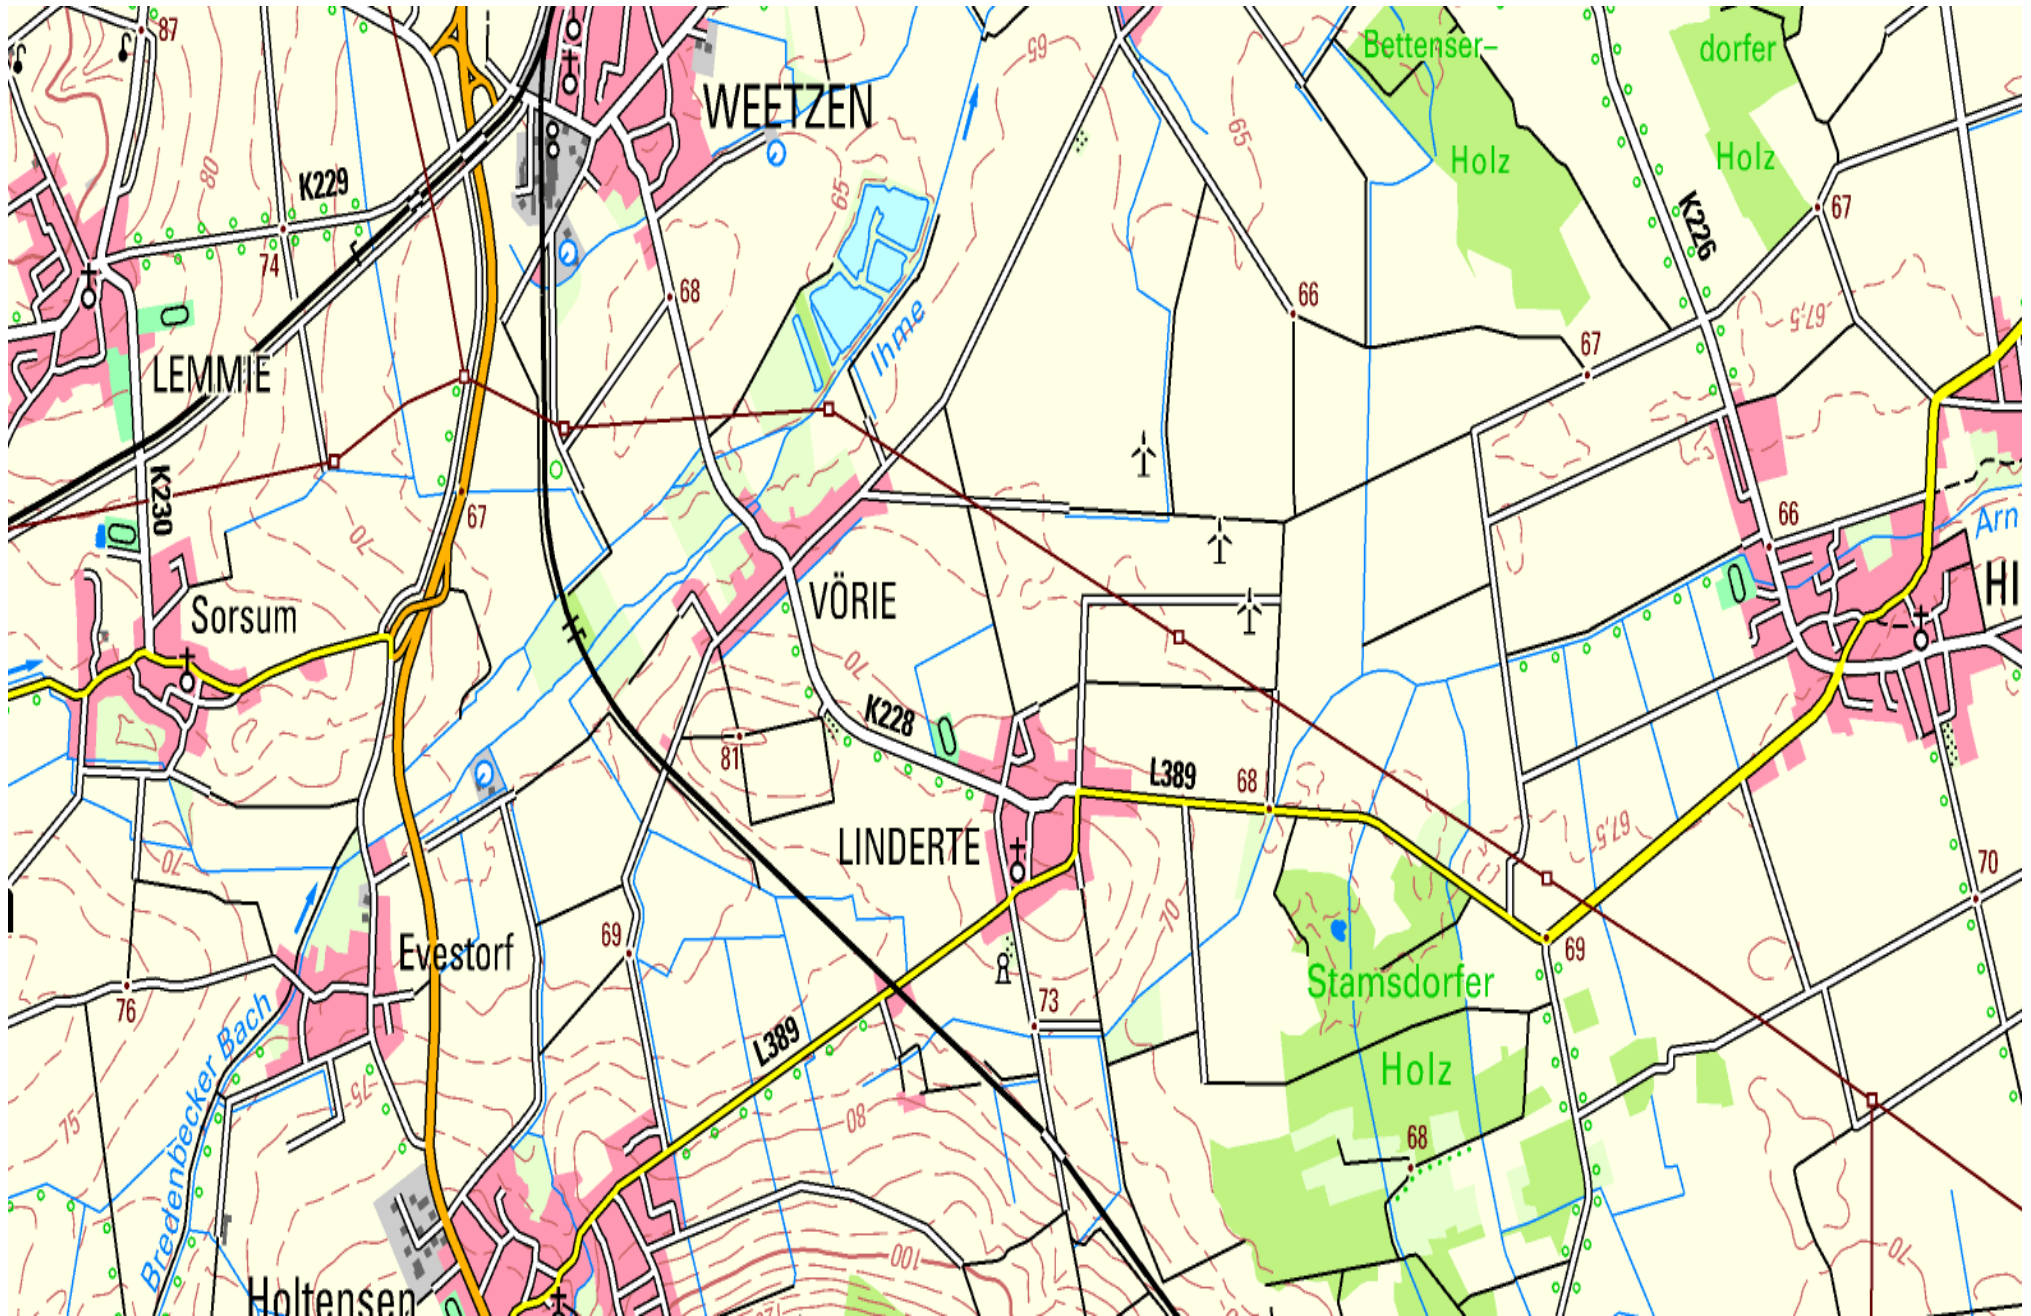 87
Bettenser–
dorfer
65
WEETZEN
65
80
K229
Holz
Holz
65
K226
67
74
68
66
67,5
Ihme
67
LEMMIE
K230
67
70
66
Arn
Sorsum
VÖRIE
HI
70
K228
81
L389
68
67,5
LINDERTE
70
70
70
69
Evestorf
69
Stamsdorfer
76
73
Bredenbecker Bach
L389
Holz
75
75
80
68
100
70
Holtensen